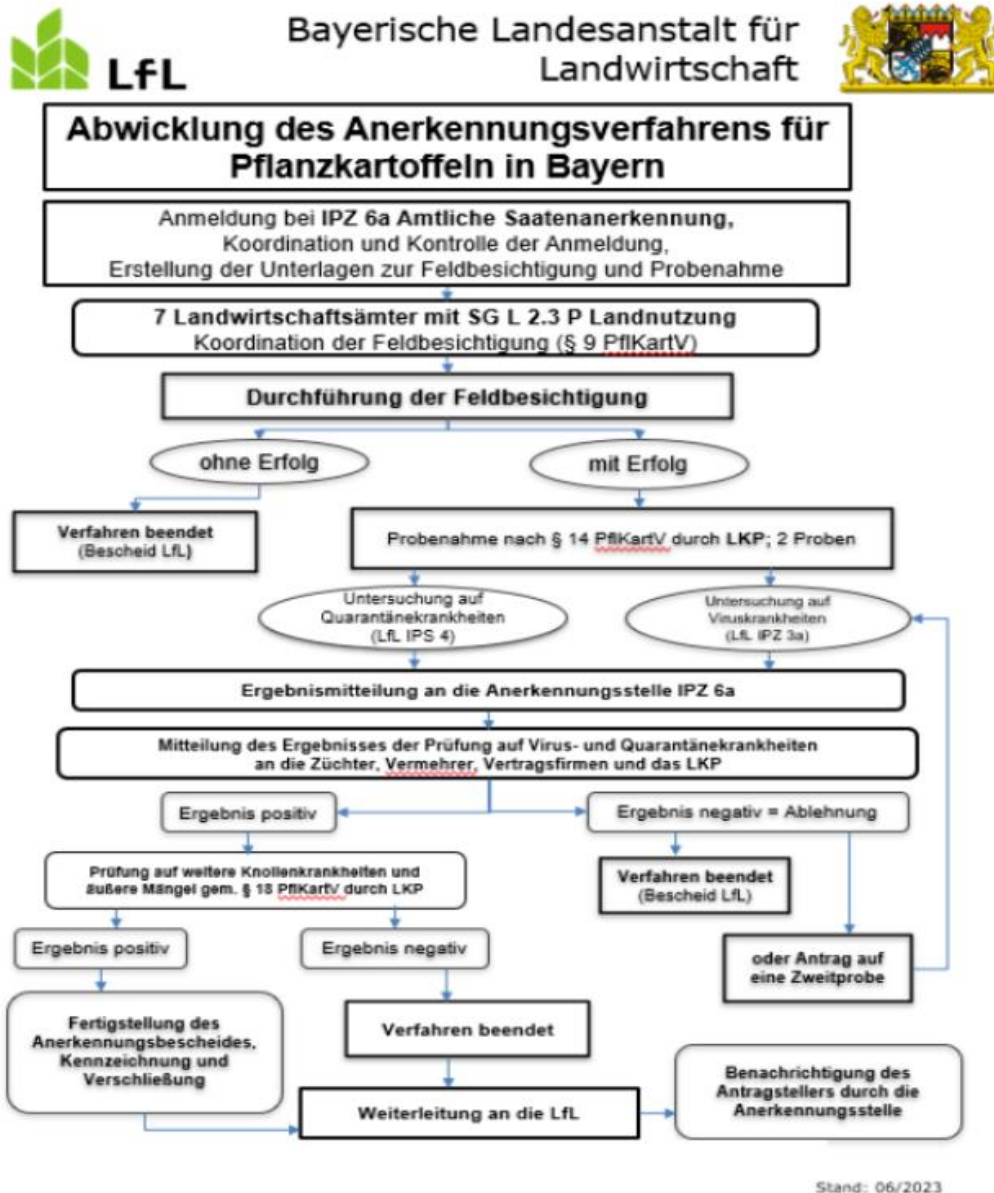 LfL
Bayerische Landesanstalt für
Landwirtschaft
Abwicklung des Anerkennungsverfahrens für
Pflanzkartoffeln in Bayern
Anmeldung bei IPZ 6a Amtliche Saatenanerkennung,
Koordination und Kontrolle der Anmeldung,
Erstellung der Unterlagen zur Feldbesichtigung und Probenahme
7 Landwirtschaftsämter mit SG L 2.3 P Landnutzung
Koordination der Feldbesichtigung (§ 9 PflKartV)
Durchführung der Feldbesichtigung
ohne Erfolg
mit Erfolg
Verfahren beendet
(Bescheid LfL)
Probenahme nach § 14 PflKartV durch LKP; 2 Proben
Untersuchung auf
Quarantänekrankheiten
(LfL IPS 4)
Untersuchung auf
Viruskrankheiten
(LfL IPZ 3a)
Ergebnismitteilung an die Anerkennungsstelle IPZ 6a
Mitteilung des Ergebnisses der Prüfung auf Virus- und Quarantänekrankheiten
an die Züchter, Vermehrer, Vertragsfirmen und das LKP
Ergebnis positiv
Ergebnis negativ = Ablehnung
Prüfung auf weitere Knollenkrankheiten und
äußere Mängel gem. § 18 PflKartV durch LKP
Verfahren beendet
(Bescheid LfL)
Ergebnis positiv
Ergebnis negativ
oder Antrag auf
eine Zweitprobe
Fertigstellung des
Anerkennungsbescheides,
Kennzeichnung und
Verschließung
Verfahren beendet
Benachrichtigung des
Antragstellers durch die
Anerkennungsstelle
Weiterleitung an die LfL
Stand: 06/2023